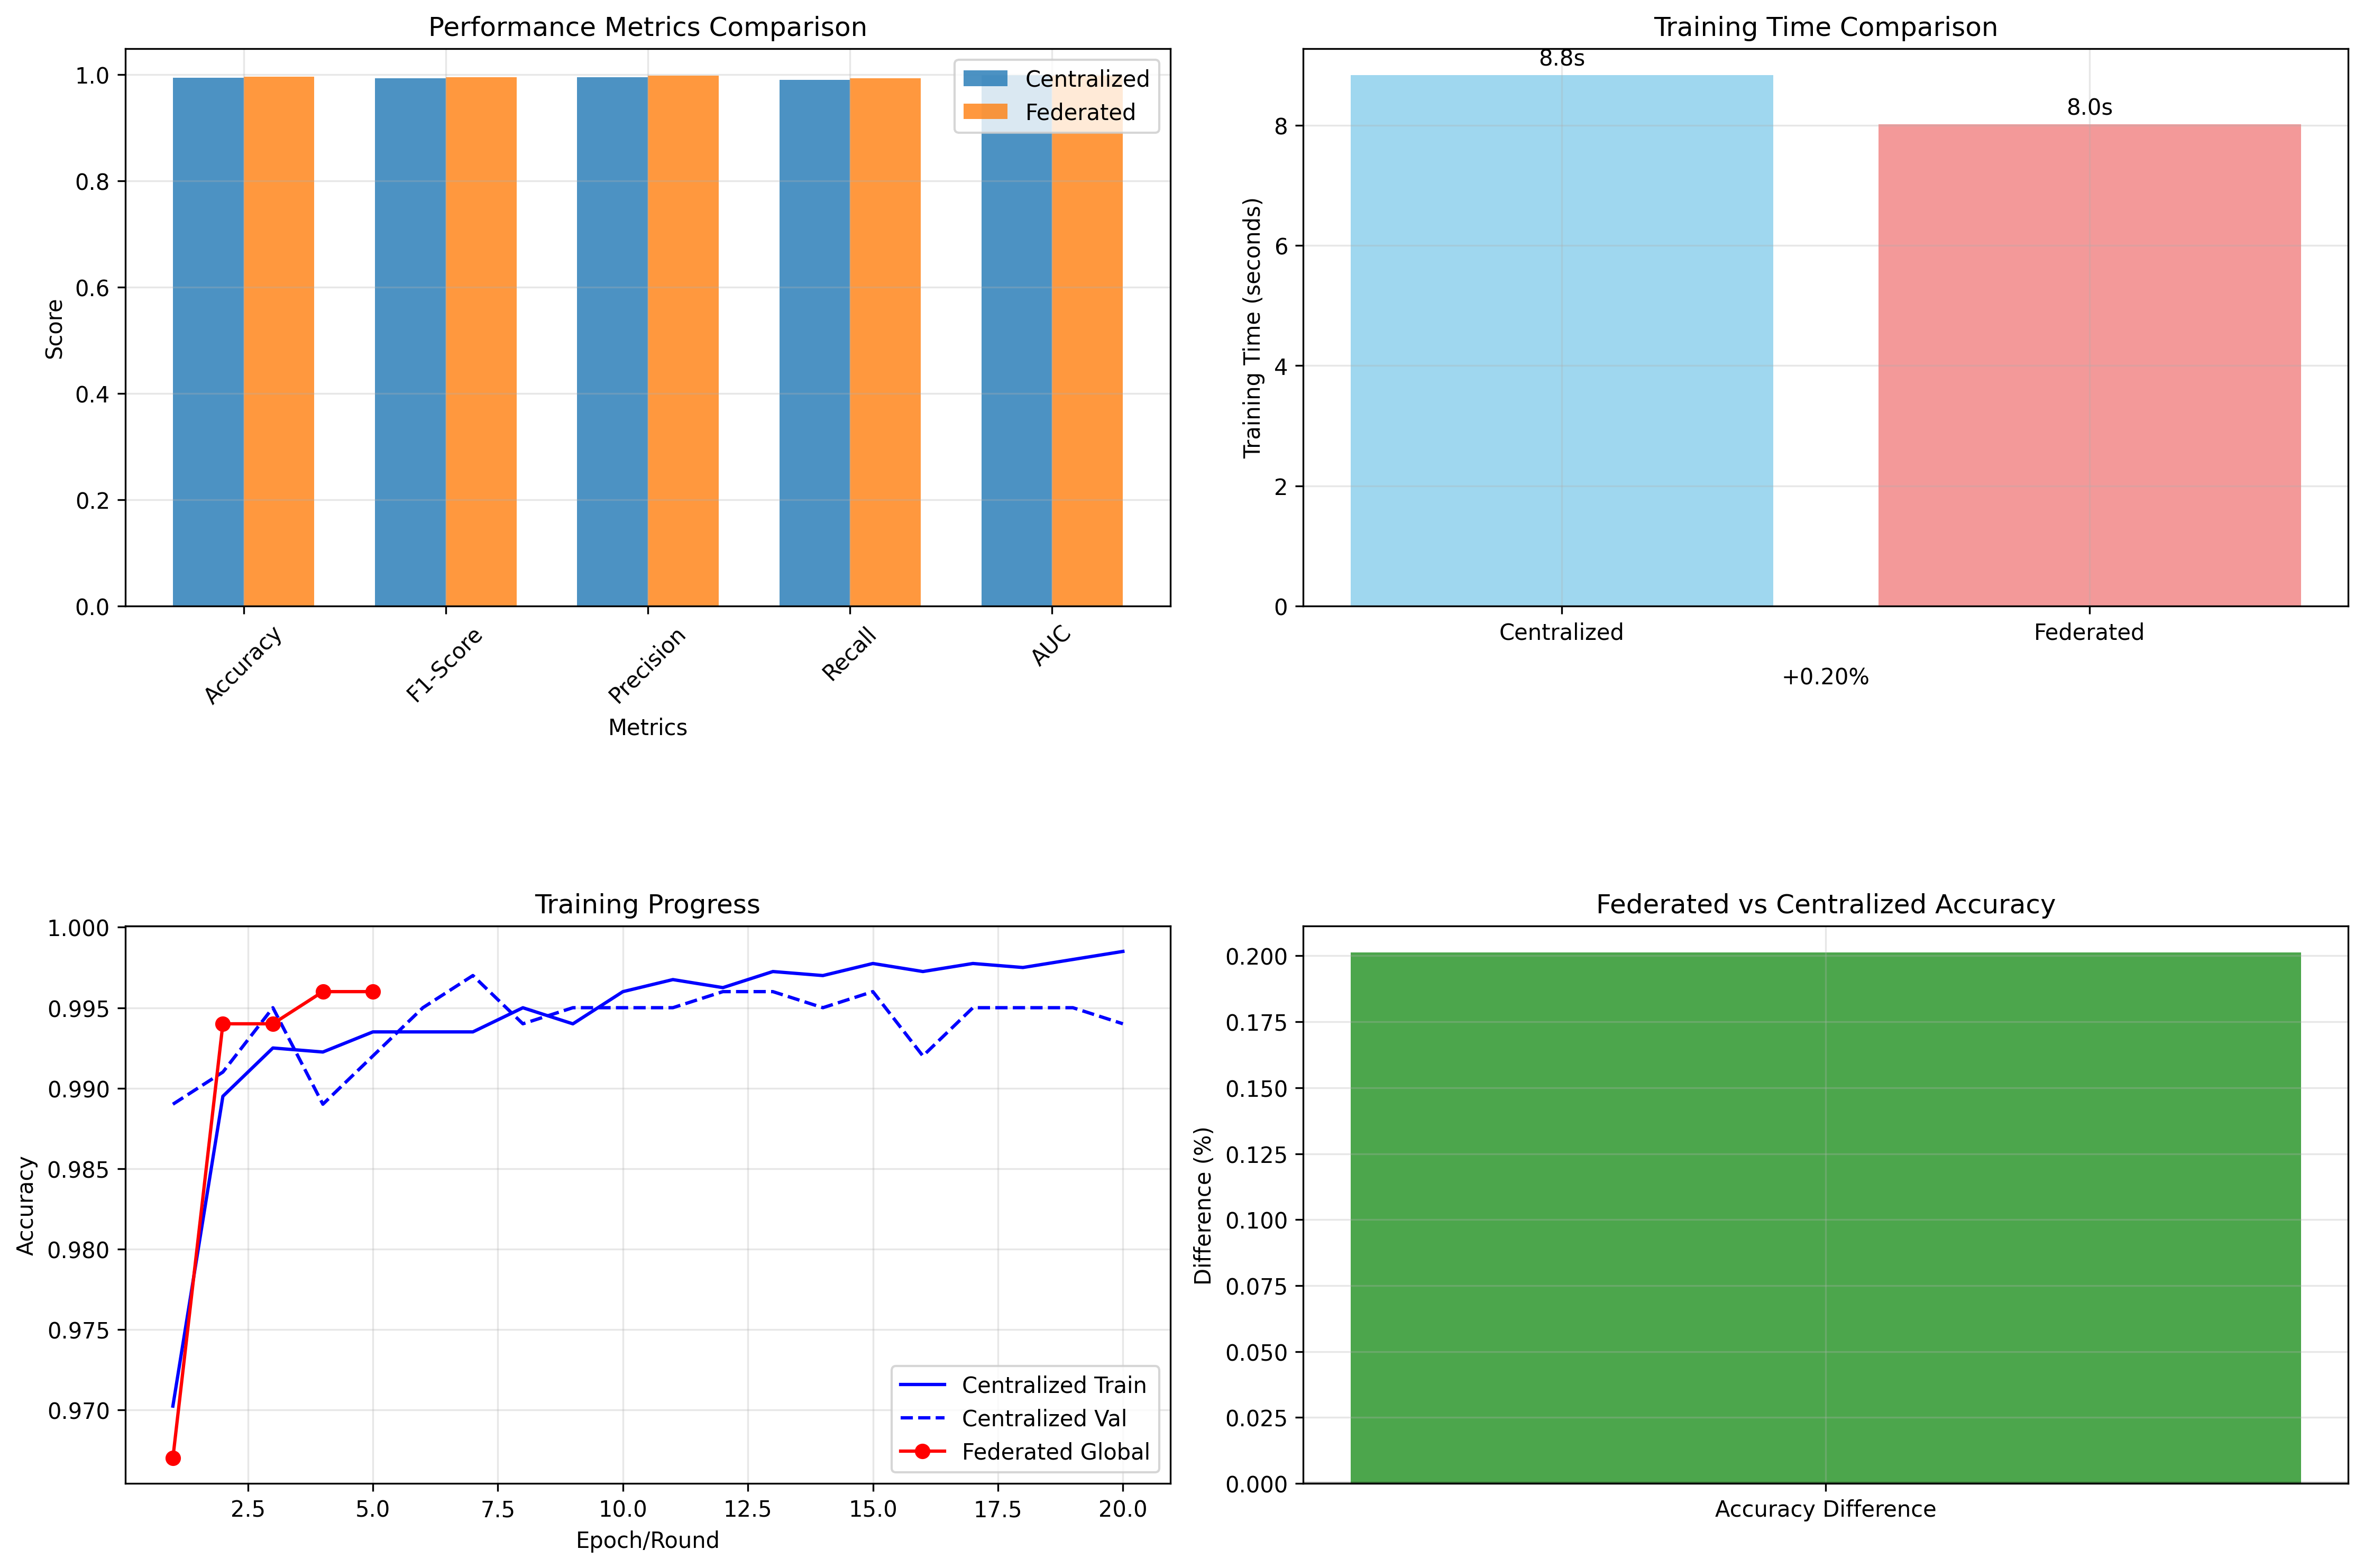 Performance Metrics Comparison
Score
1.0
0.8
0.6
0.4
0.2
0.0
Centralized
Federated
Accuracy
F1-Score
Precision
Recall
AUC
Metrics
Training Time Comparison
Training Time (seconds)
8
6
4
2
0
8.8s
8.0s
Centralized
Federated
+0.20%
Training Progress
Accuracy
1.000
0.995
0.990
0.985
0.980
0.975
0.970
Centralized Train
Centralized Val
Federated Global
2.5
5.0
7.5
10.0
12.5
15.0
17.5
20.0
Epoch/Round
Federated vs Centralized Accuracy
Difference (%)
0.200
0.175
0.150
0.125
0.100
0.075
0.050
0.025
0.000
Accuracy Difference